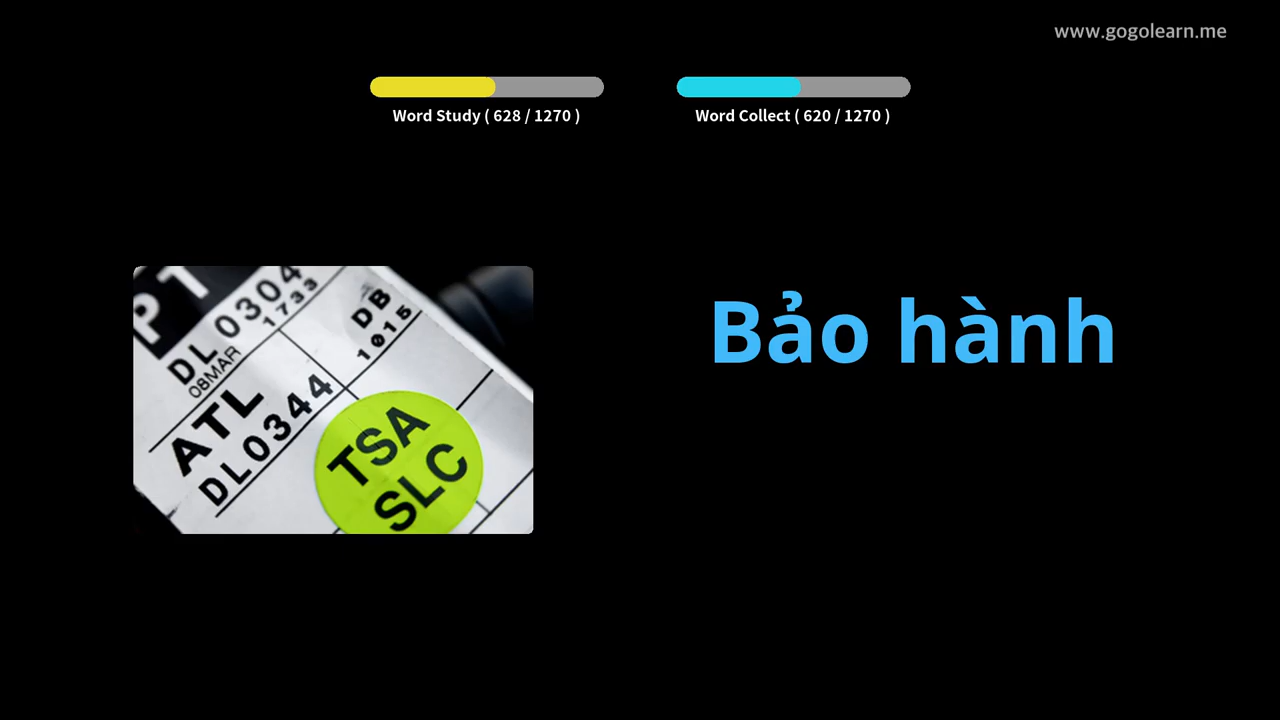 www.gogolearn.me
Word Study ( 628 / 1270 )
Word Collect ( 620 / 1270 )
P1
DL0304
1733
08MAR
DB
1015
ATL
DL0344
TSA
SLC
Bảo hành